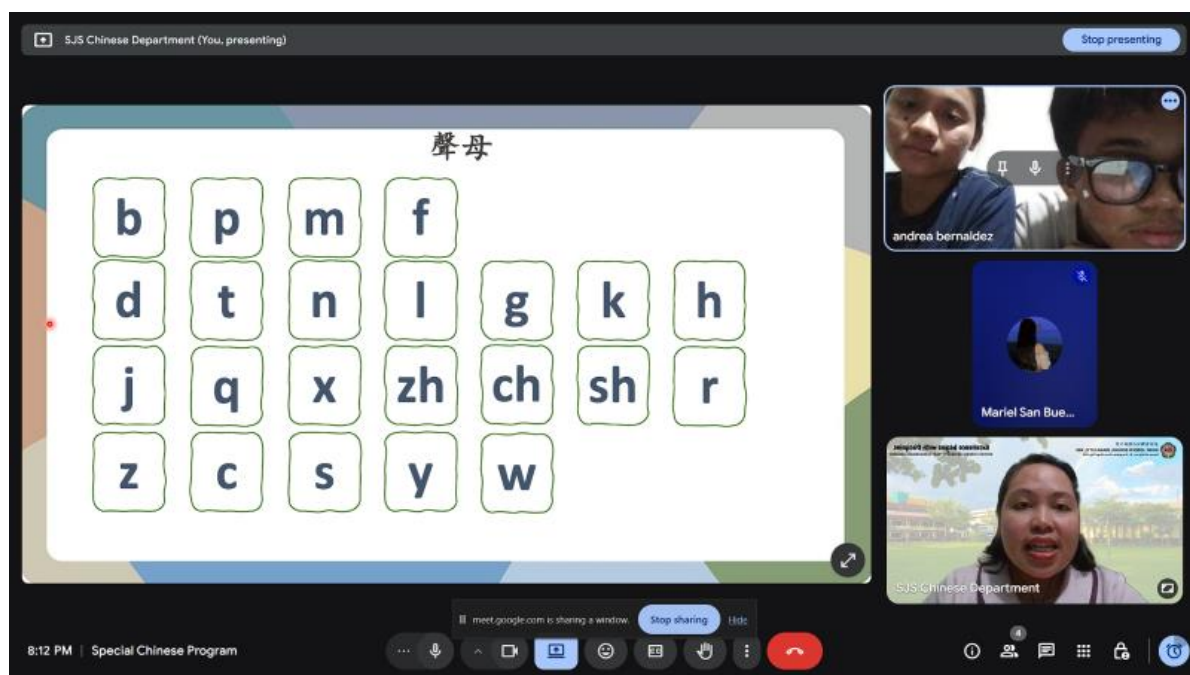 SJS Chinese Department (You, presenting)
Stop presenting
聲母
b p m f
d t n l g k h
j q x zh ch sh r
z c s y w
andrea bernaldez
Mariel San Bue...
SJS Chinese Department
meet.google.com is sharing a window.
Stop sharing
Hide
8:12 PM | Special Chinese Program
4